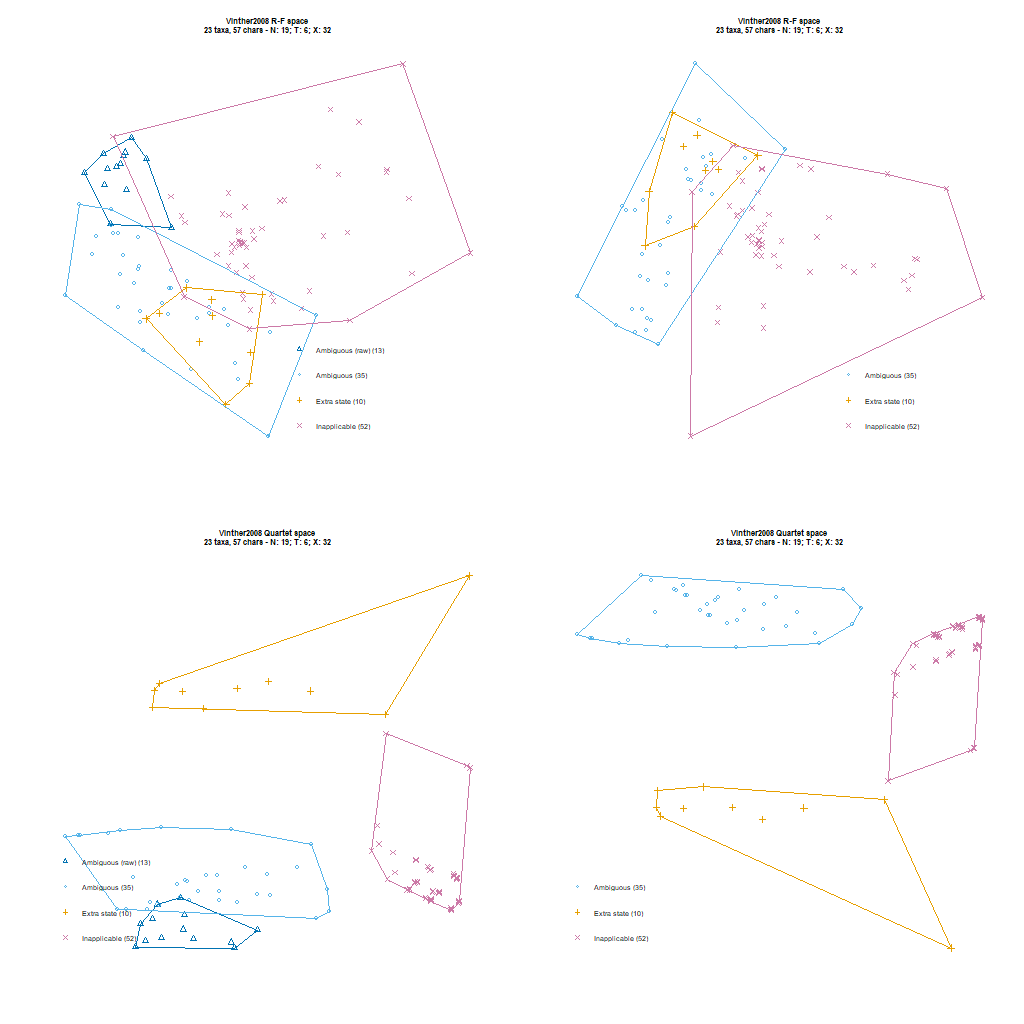 Vinther2008 R-F space
23 taxa, 57 chars - N: 19; T: 6; X: 32
Ambiguous (raw) (13)
Ambiguous (35)
Extra state (10)
Inapplicable (52)
Vinther2008 R-F space
23 taxa, 57 chars - N: 19; T: 6; X: 32
Ambiguous (35)
Extra state (10)
Inapplicable (52)
Vinther2008 Quartet space
23 taxa, 57 chars - N: 19; T: 6; X: 32
Ambiguous (raw) (13)
Ambiguous (35)
Extra state (10)
Inapplicable (52)
Vinther2008 Quartet space
23 taxa, 57 chars - N: 19; T: 6; X: 32
Ambiguous (35)
Extra state (10)
Inapplicable (52)